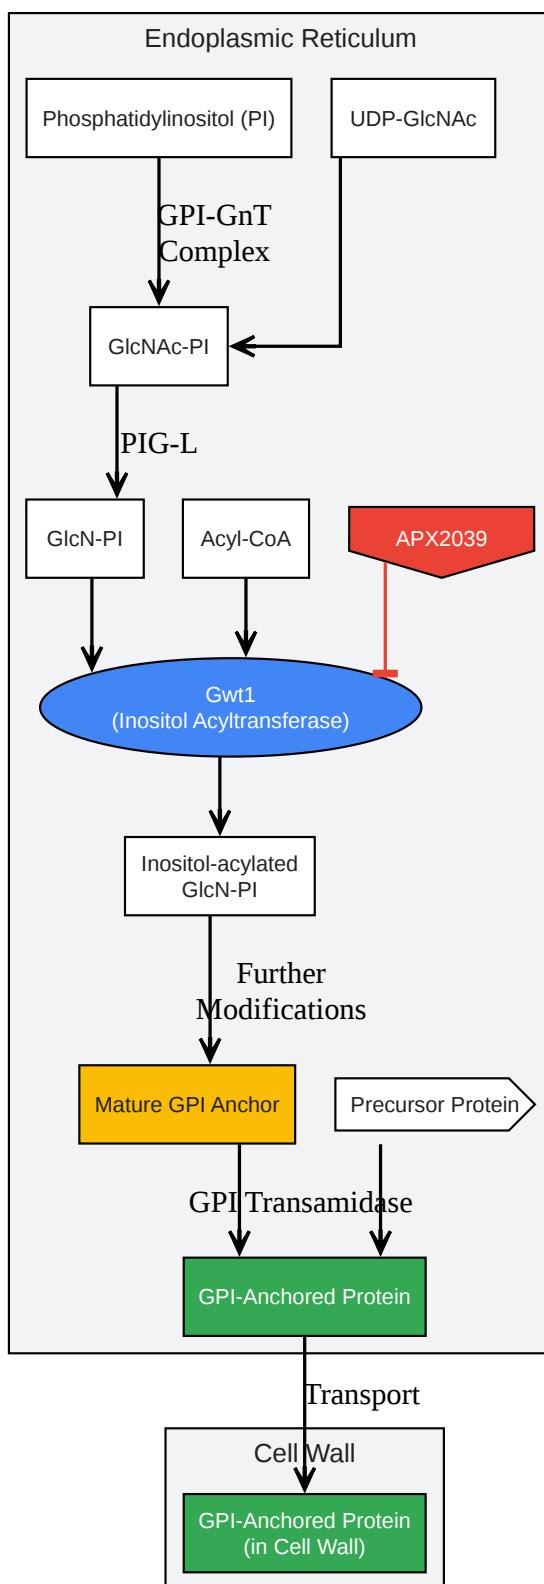 Endoplasmic Reticulum
Phosphatidylinositol (PI)
UDP-GlcNAc
GPI-GnT
Complex
GlcNAc-PI
PIG-L
GlcN-PI
Acyl-CoA
APX2039
Gwt1
(Inositol Acyltransferase)
Inositol-acylated
GlcN-PI
Further
Modifications
Mature GPI Anchor
Precursor Protein
GPI Transamidase
GPI-Anchored Protein
Transport
Cell Wall
GPI-Anchored Protein
(in Cell Wall)